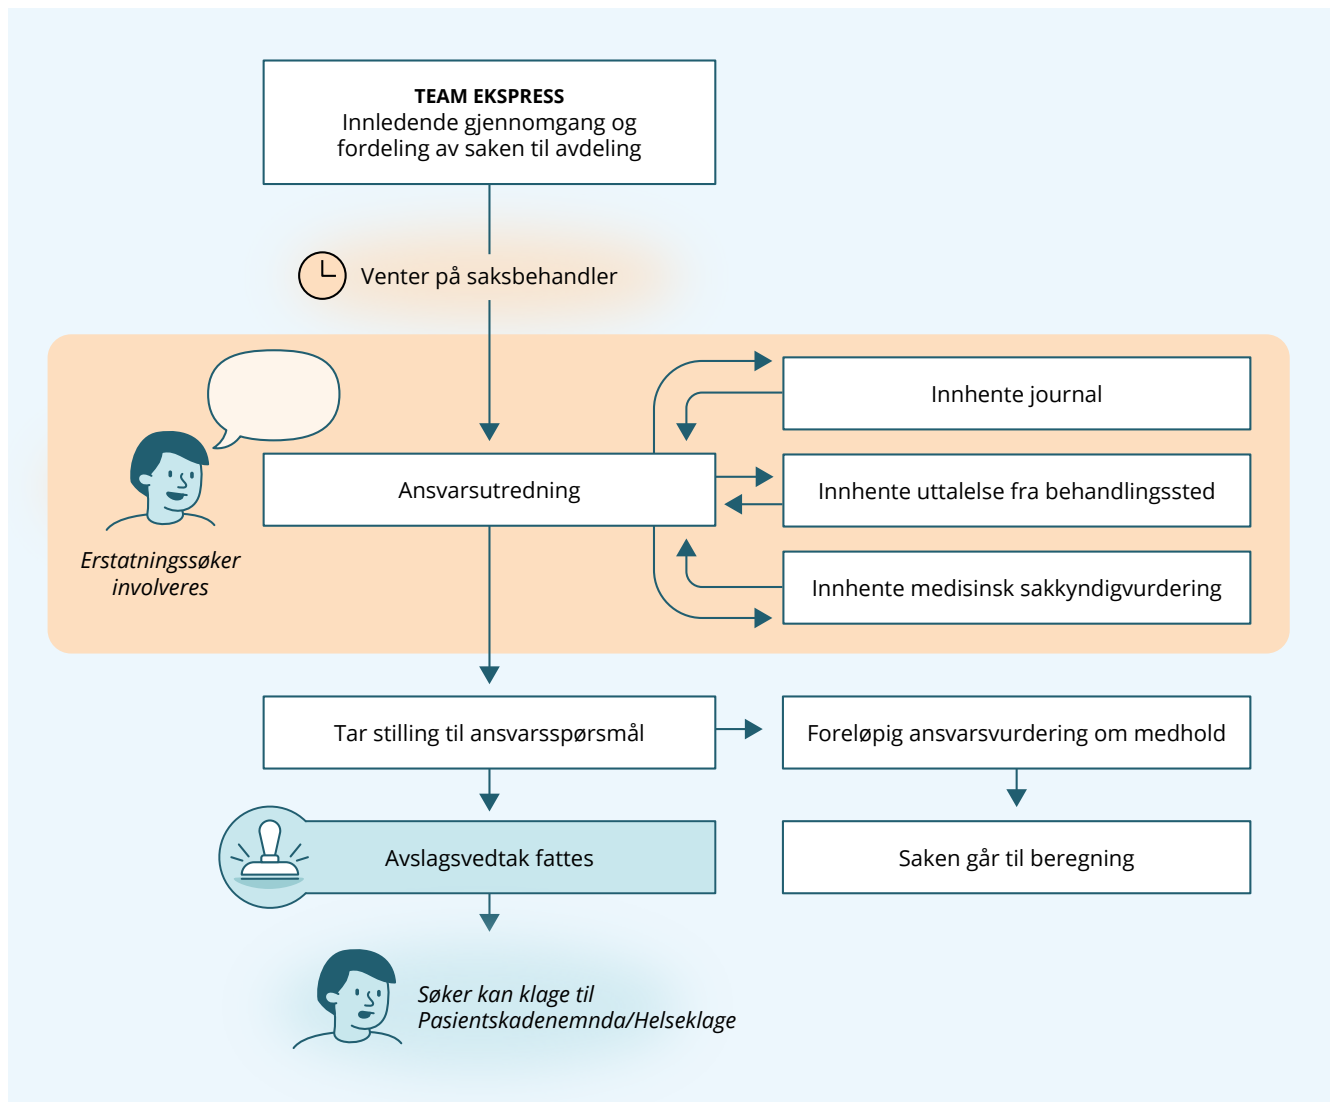 TEAM EKSPRESS
Innledende gjennomgang og
fordeling av saken til avdeling
Venter på saksbehandler
Innhente journal
Ansvarsutredning
Innhente uttalelse fra behandlingssted
Erstatningssøker
involveres
Innhente medisinsk sakkyndigvurdering
Tar stilling til ansvarsspørsmål
Foreløpig ansvarsvurdering om medhold
Avslagsvedtak fattes
Saken går til beregning
Søker kan klage til
Pasientskadenemnda/Helseklage